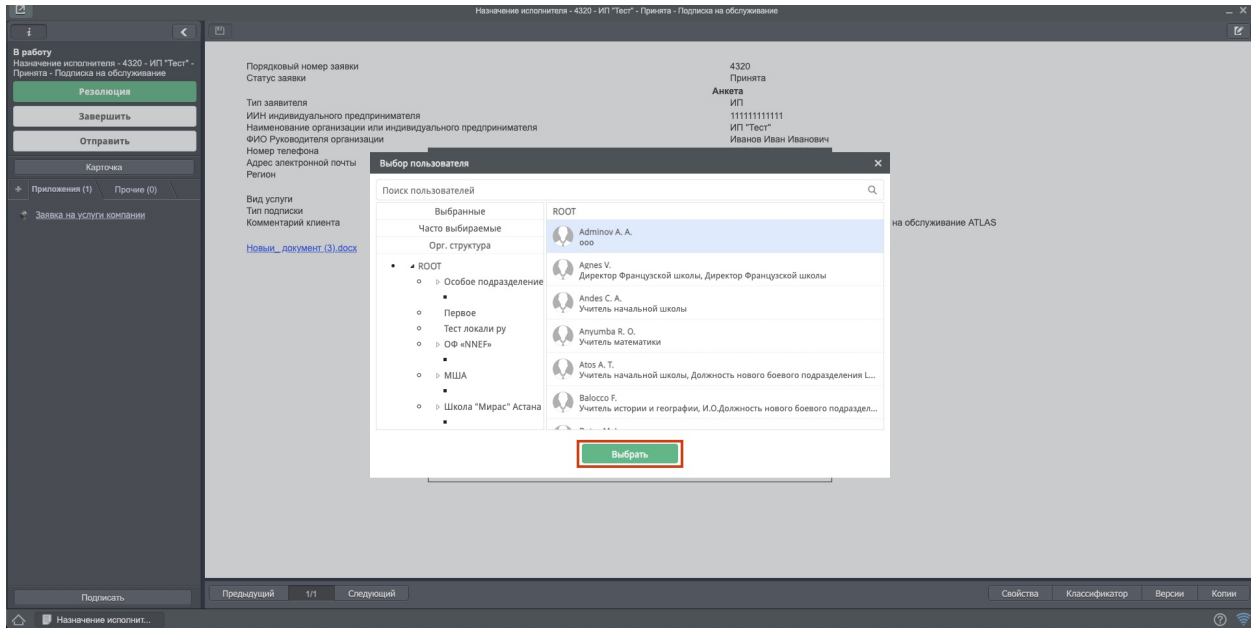 Назначение исполнителя - 4320 - ИП "Тест" - Принята - Подписка на обслуживание
В работу
Назначение исполнителя - 4320 - ИП "Тест" -
Принята - Подписка на обслуживание
Резолюция
Завершить
Отправить
Карточка
Приложения (1) Прочие (0)
Заявка на услуги компании
Подписать
Порядковый номер заявки 4320
Статус заявки Принята
Анкета
Тип заявителя ИП
ИИН индивидуального предпринимателя 111111111111
Наименование организации или индивидуального предпринимателя ИП "Тест"
ФИО Руководителя организации Иванов Иван Иванович
Номер телефона
Адрес электронной почты
Регион
Вид услуги
Тип подписки
Комментарий клиента на обслуживание ATLAS
Новый_ документ (3).docx
Выбор пользователя
Поиск пользователей
Выбранные
Часто выбираемые
Орг. структура
ROOT
Особое подразделение
Первое
Тест локали ру
ОФ «NNEF»
МША
Школа "Мирас" Астана
ROOT
Adminov A. A.
ооо
Agnes V.
Директор Французской школы, Директор Французской школы
Andes C. A.
Учитель начальной школы
Anyumba R. O.
Учитель математики
Atos A. T.
Учитель начальной школы, Должность нового боевого подразделения L...
Balocco F.
Учитель истории и географии, И.О.Должность нового боевого подраздел...
Выбрать
Предыдущий 1/1 Следующий
Свойства Классификатор Версии Копии
Назначение исполнит...